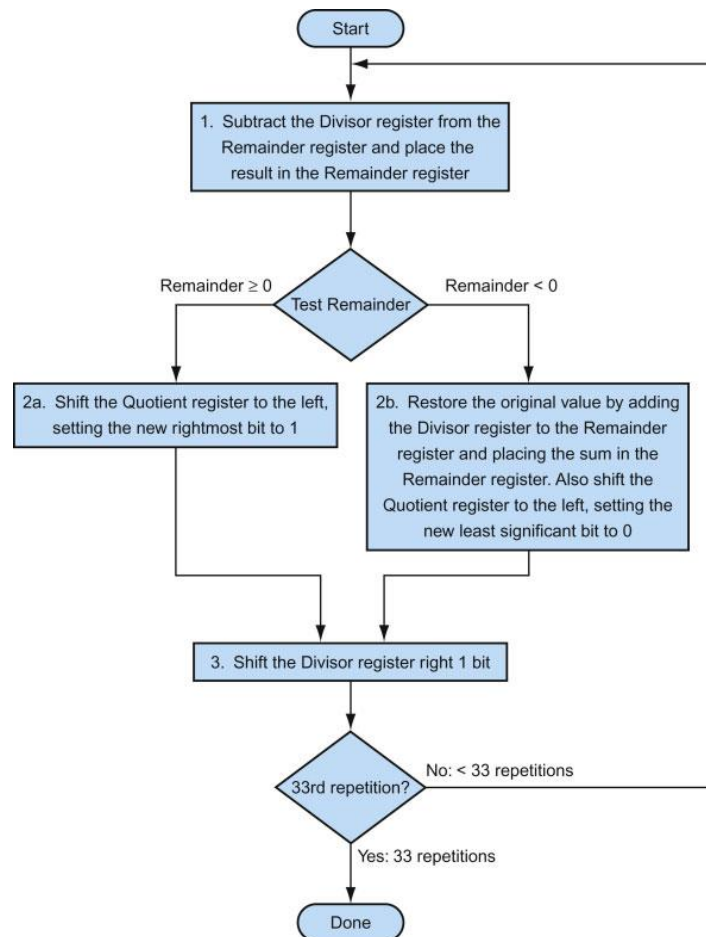 Start
1. Subtract the Divisor register from the
Remainder register and place the
result in the Remainder register
Remainder ≥ 0
Remainder < 0
Test Remainder
2a. Shift the Quotient register to the left,
setting the new rightmost bit to 1
2b. Restore the original value by adding
the Divisor register to the Remainder
register and placing the sum in the
Remainder register. Also shift the
Quotient register to the left, setting the
new least significant bit to 0
3. Shift the Divisor register right 1 bit
No: < 33 repetitions
33rd repetition?
Yes: 33 repetitions
Done